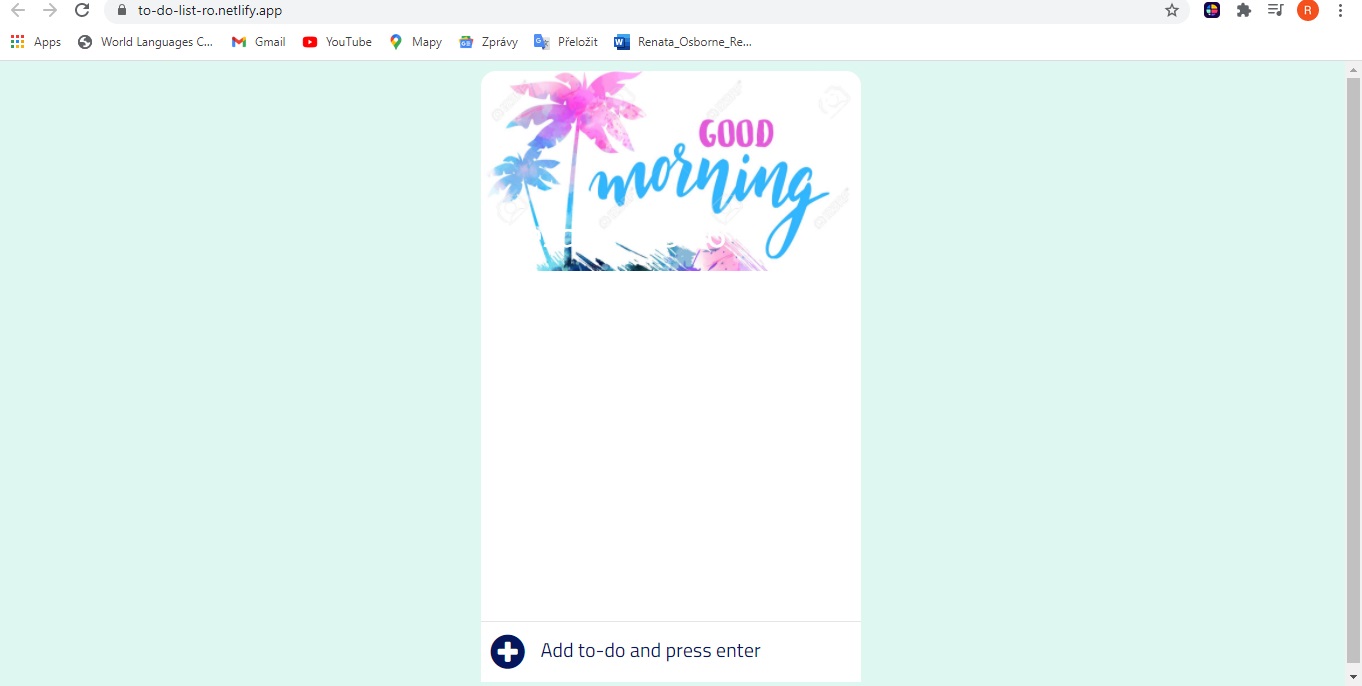 to-do-list-ro.netlify.app
R
Apps
World Languages C...
Gmail
YouTube
Mapy
Zprávy
Přeložit
Renata_Osborne_Re...
GOOD
morning
Add to-do and press enter